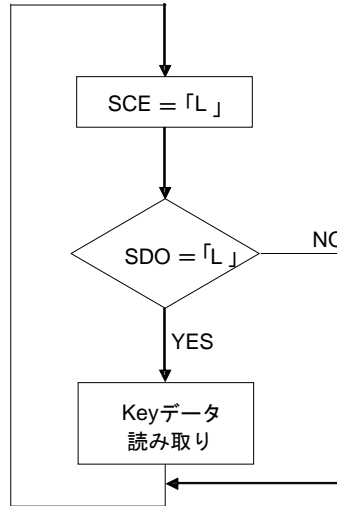 SCE = 「L」
SDO = 「L」
NO
YES
Keyデータ
読み取り